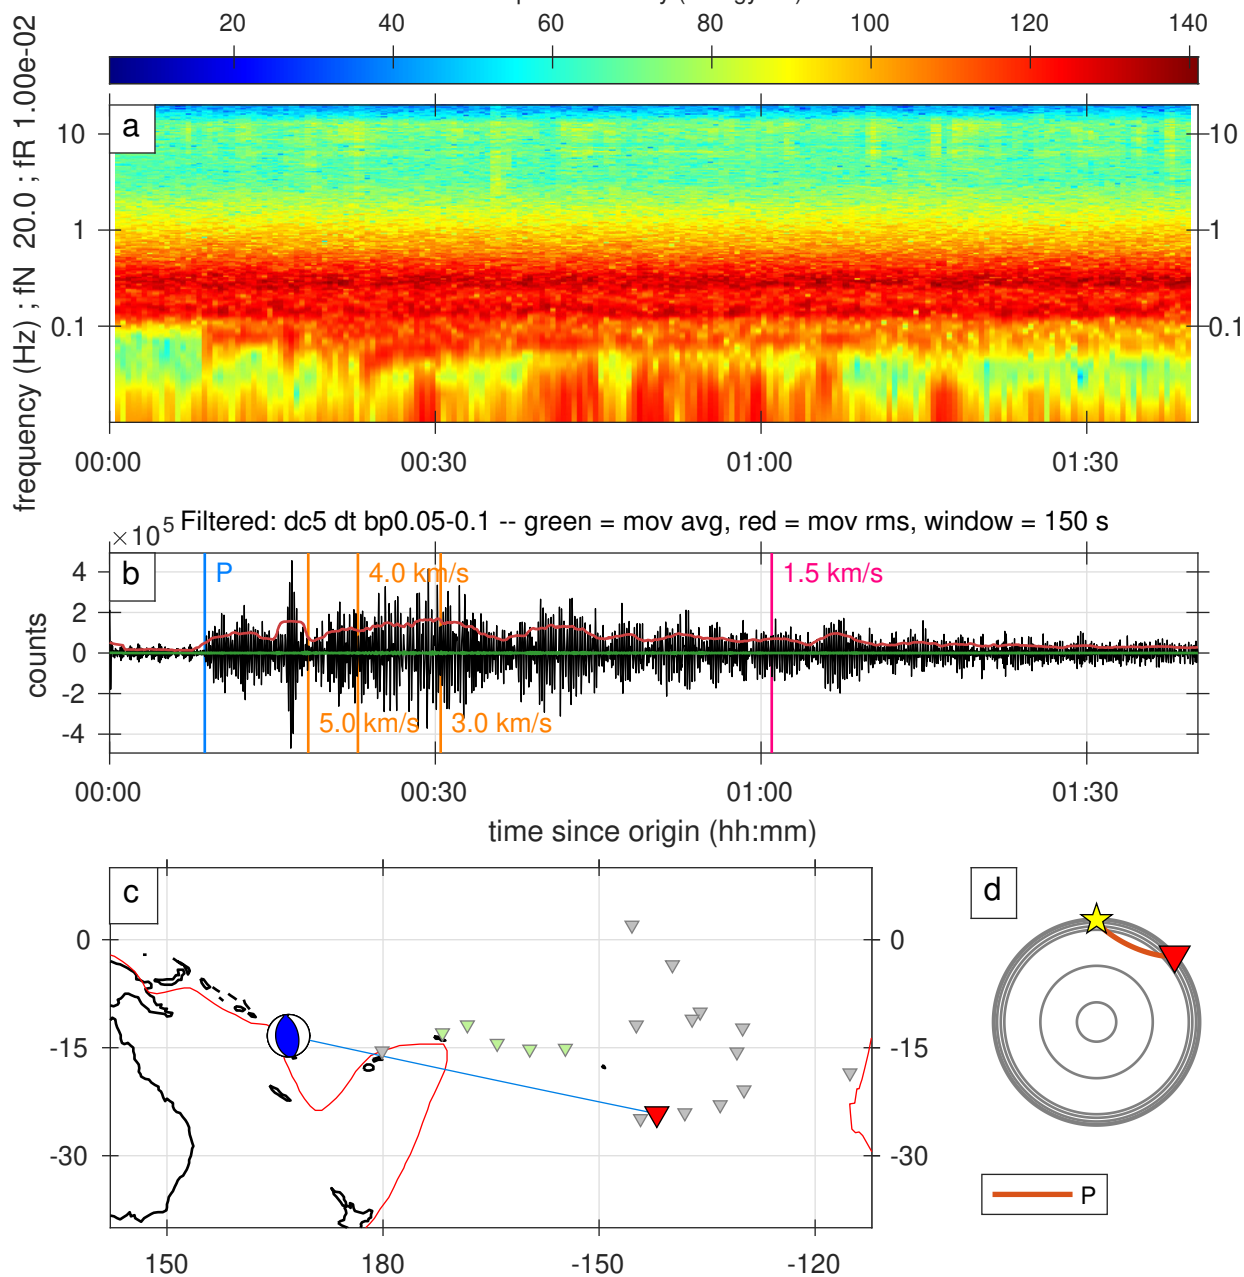 20 40 60 80 100 120 140
frequency (Hz) ; fN 20.0 ; fR 1.00e-02
a
10 10
1 1
0.1 0.1
00:00 00:30 01:00 01:30
×10^5 Filtered: dc5 dt bp0.05-0.1 -- green = mov avg, red = mov rms, window = 150 s
b
P
4.0 km/s
1.5 km/s
5.0 km/s
3.0 km/s
counts
4
2
0
-2
-4
00:00 00:30 01:00 01:30
time since origin (hh:mm)
c
d
0 0
-15 -15
-30 -30
150 180 -150 -120
P